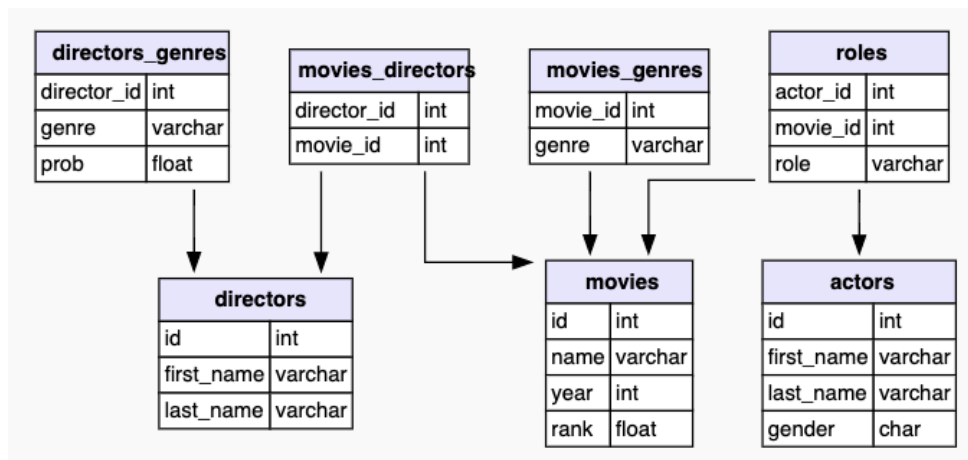 directors_genres
director_id int
genre varchar
prob float
movies_directors
director_id int
movie_id int
movies_genres
movie_id int
genre varchar
roles
actor_id int
movie_id int
role varchar
directors
id int
first_name varchar
last_name varchar
movies
id int
name varchar
year int
rank float
actors
id int
first_name varchar
last_name varchar
gender char